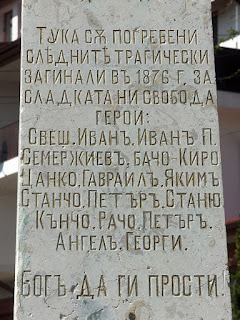 ТУКА СѪ ПОГРЕБЕНИ
СЛѢДНИТѢ ТРАГИЧЕСКИ
ЗАГИНАЛИ ВЪ 1876 Г. ЗА
СЛАДКАТА НИ СВОБОДА
ГЕРОИ:
СВЕЩ. ИВАНЪ, ИВАНЪ П.
СЕМЕРЖИЕВЪ, БАЧО КИРО
ЦАНКО, ГАВРАИЛЪ, ЯКИМЪ
СТАНЧО, ПЕТЪРЪ, СТАНЮ
КЪНЧО, РАЧО, ПЕТЪРЪ,
АНГЕЛЪ, ГЕОРГИ.
БОГЪ ДА ГИ ПРОСТИ!